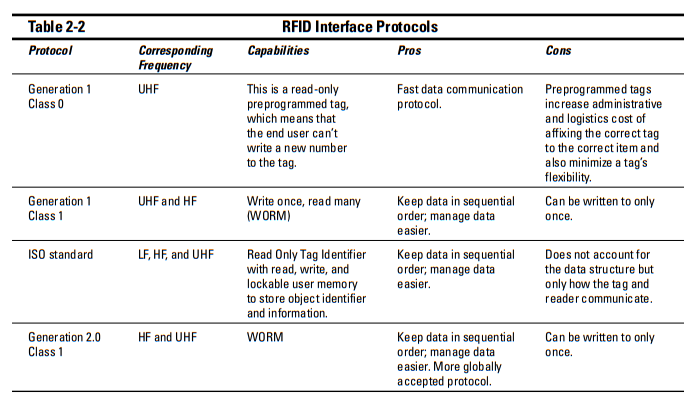 Table 2-2 RFID Interface Protocols
Protocol Corresponding Frequency Capabilities Pros Cons
Generation 1
Class 0
UHF
This is a read-only
preprogrammed tag,
which means that
the end user can't
write a new number
to the tag.
Fast data communication
protocol.
Preprogrammed tags
increase administrative
and logistics cost of
affixing the correct tag
to the correct item and
also minimize a tag's
flexibility.
Generation 1
Class 1
UHF and HF
Write once, read many
(WORM)
Keep data in sequential
order; manage data
easier.
Can be written to only
once.
ISO standard
LF, HF, and UHF
Read Only Tag Identifier
with read, write, and
lockable user memory
to store object identifier
and information.
Keep data in sequential
order; manage data
easier.
Does not account for
the data structure but
only how the tag and
reader communicate.
Generation 2.0
Class 1
HF and UHF
WORM
Keep data in sequential
order; manage data
easier. More globally
accepted protocol.
Can be written to only
once.